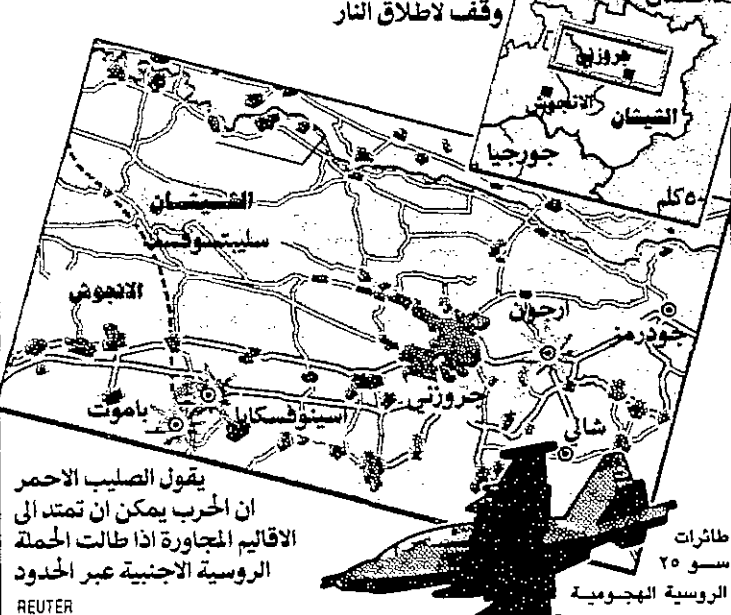 وقف لاطلاق النار
جروزني
الانجوش
الشيشان
جورجيا
٥٠ كلم
الشيشان
سليبتسوفسك
الانجوش
ارجون
جودرمز
جروزني
اسينوفسكايا
باموت
شالي
يقول الصليب الاحمر
ان الحرب يمكن ان تمتد الى
الاقاليم المجاورة اذا طالت الحملة
الروسية الاجنبية عبر الحدود
REUTER
طائرات
سو ٢٥
الروسية الهجومية